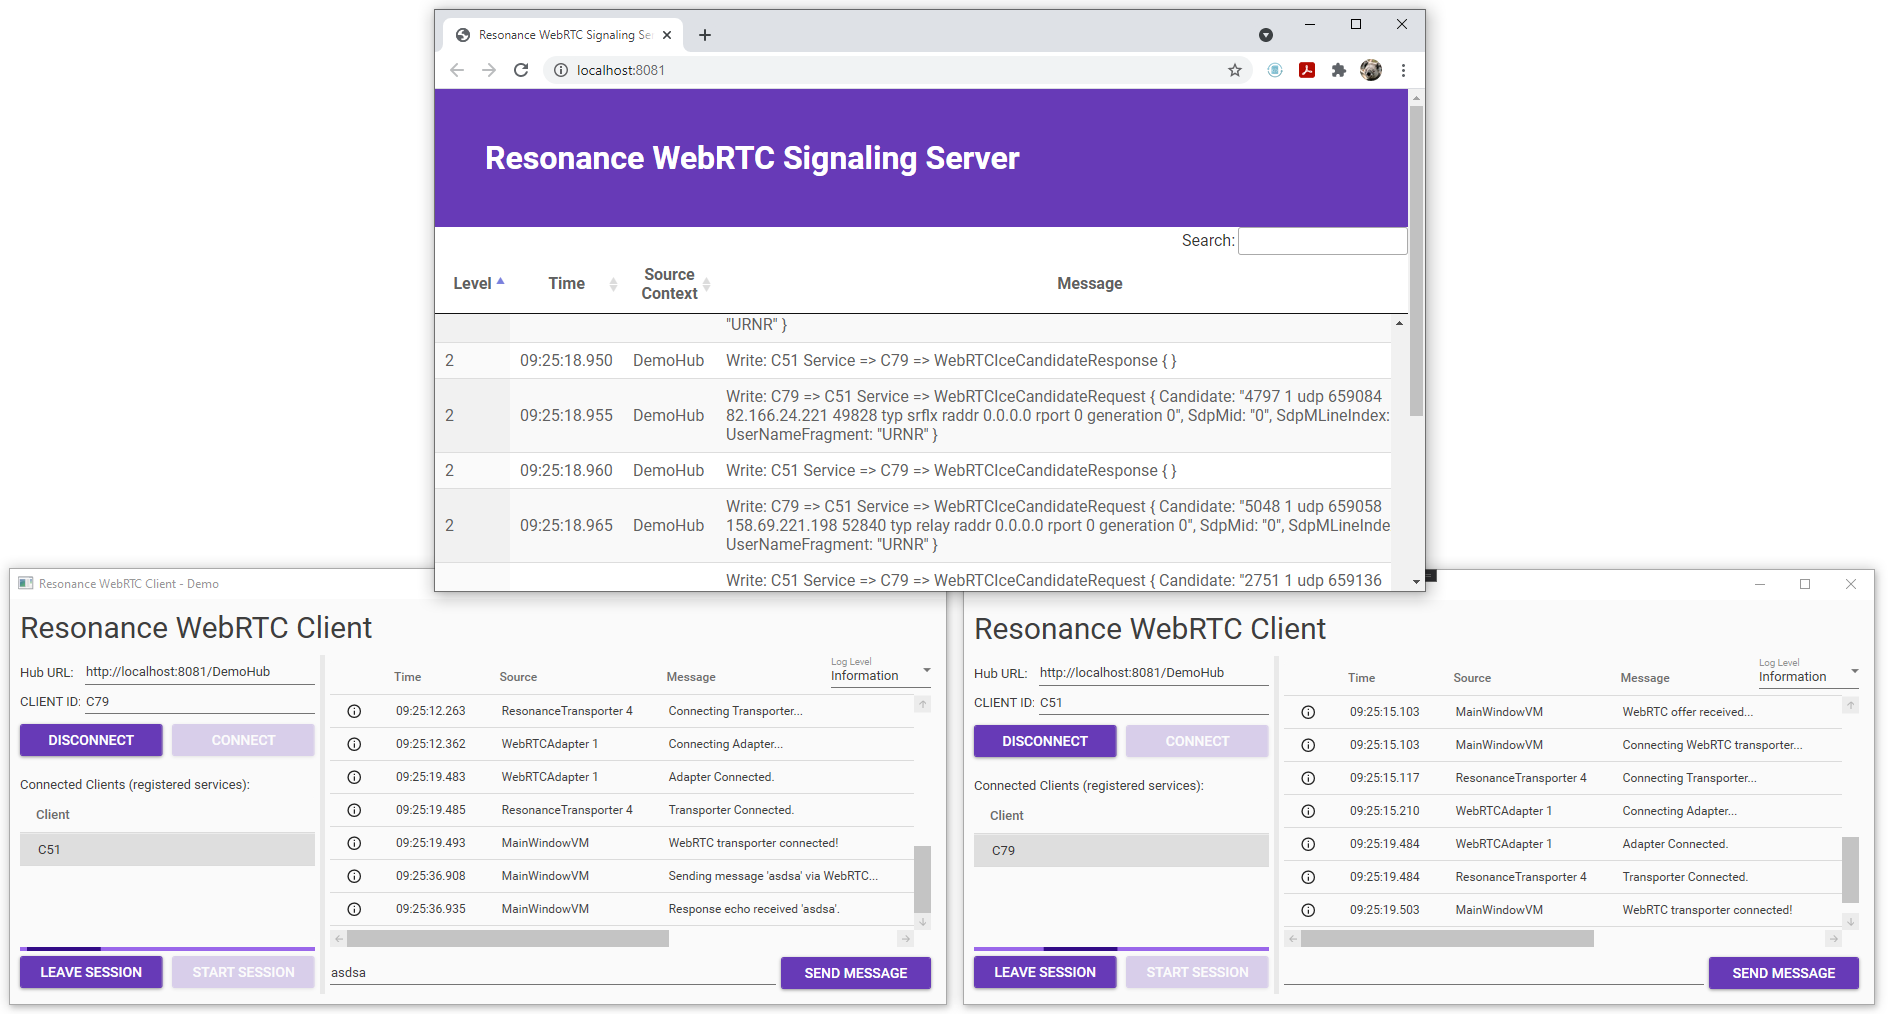 Resonance WebRTC Signaling Se
localhost:8081
Resonance WebRTC Signaling Server
Search:
Level Time Source Context Message
"URNR" }
2 09:25:18.950 DemoHub Write: C51 Service => C79 => WebRTCIceCandidateResponse { }
2 09:25:18.955 DemoHub Write: C79 => C51 Service => WebRTCIceCandidateRequest { Candidate: "4797 1 udp 659084
82.166.24.221 49828 typ srflx raddr 0.0.0.0 rport 0 generation 0", SdpMid: "0", SdpMLineIndex:
UserNameFragment: "URNR" }
2 09:25:18.960 DemoHub Write: C51 Service => C79 => WebRTCIceCandidateResponse { }
2 09:25:18.965 DemoHub Write: C79 => C51 Service => WebRTCIceCandidateRequest { Candidate: "5048 1 udp 659058
158.69.221.198 52840 typ relay raddr 0.0.0.0 rport 0 generation 0", SdpMid: "0", SdpMLineInde
UserNameFragment: "URNR" }
Write: C51 Service => C79 => WebRTCIceCandidateRequest { Candidate: "2751 1 udp 659136
Resonance WebRTC Client - Demo
Resonance WebRTC Client
Hub URL: http://localhost:8081/DemoHub
CLIENT ID: C79
DISCONNECT CONNECT
Connected Clients (registered services):
Client
C51
LEAVE SESSION START SESSION
Time Source Message
Log Level
Information
09:25:12.263 ResonanceTransporter 4 Connecting Transporter...
09:25:12.362 WebRTCAdapter 1 Connecting Adapter...
09:25:19.483 WebRTCAdapter 1 Adapter Connected.
09:25:19.485 ResonanceTransporter 4 Transporter Connected.
09:25:19.493 MainWindowVM WebRTC transporter connected!
09:25:36.908 MainWindowVM Sending message 'asdsa' via WebRTC...
09:25:36.935 MainWindowVM Response echo received 'asdsa'.
asdsa
SEND MESSAGE
Resonance WebRTC Client
Hub URL: http://localhost:8081/DemoHub
CLIENT ID: C51
DISCONNECT CONNECT
Connected Clients (registered services):
Client
C79
LEAVE SESSION START SESSION
Time Source Message
Log Level
Information
09:25:15.103 MainWindowVM WebRTC offer received...
09:25:15.103 MainWindowVM Connecting WebRTC transporter...
09:25:15.117 ResonanceTransporter 4 Connecting Transporter...
09:25:15.210 WebRTCAdapter 1 Connecting Adapter...
09:25:19.484 WebRTCAdapter 1 Adapter Connected.
09:25:19.484 ResonanceTransporter 4 Transporter Connected.
09:25:19.503 MainWindowVM WebRTC transporter connected!
SEND MESSAGE